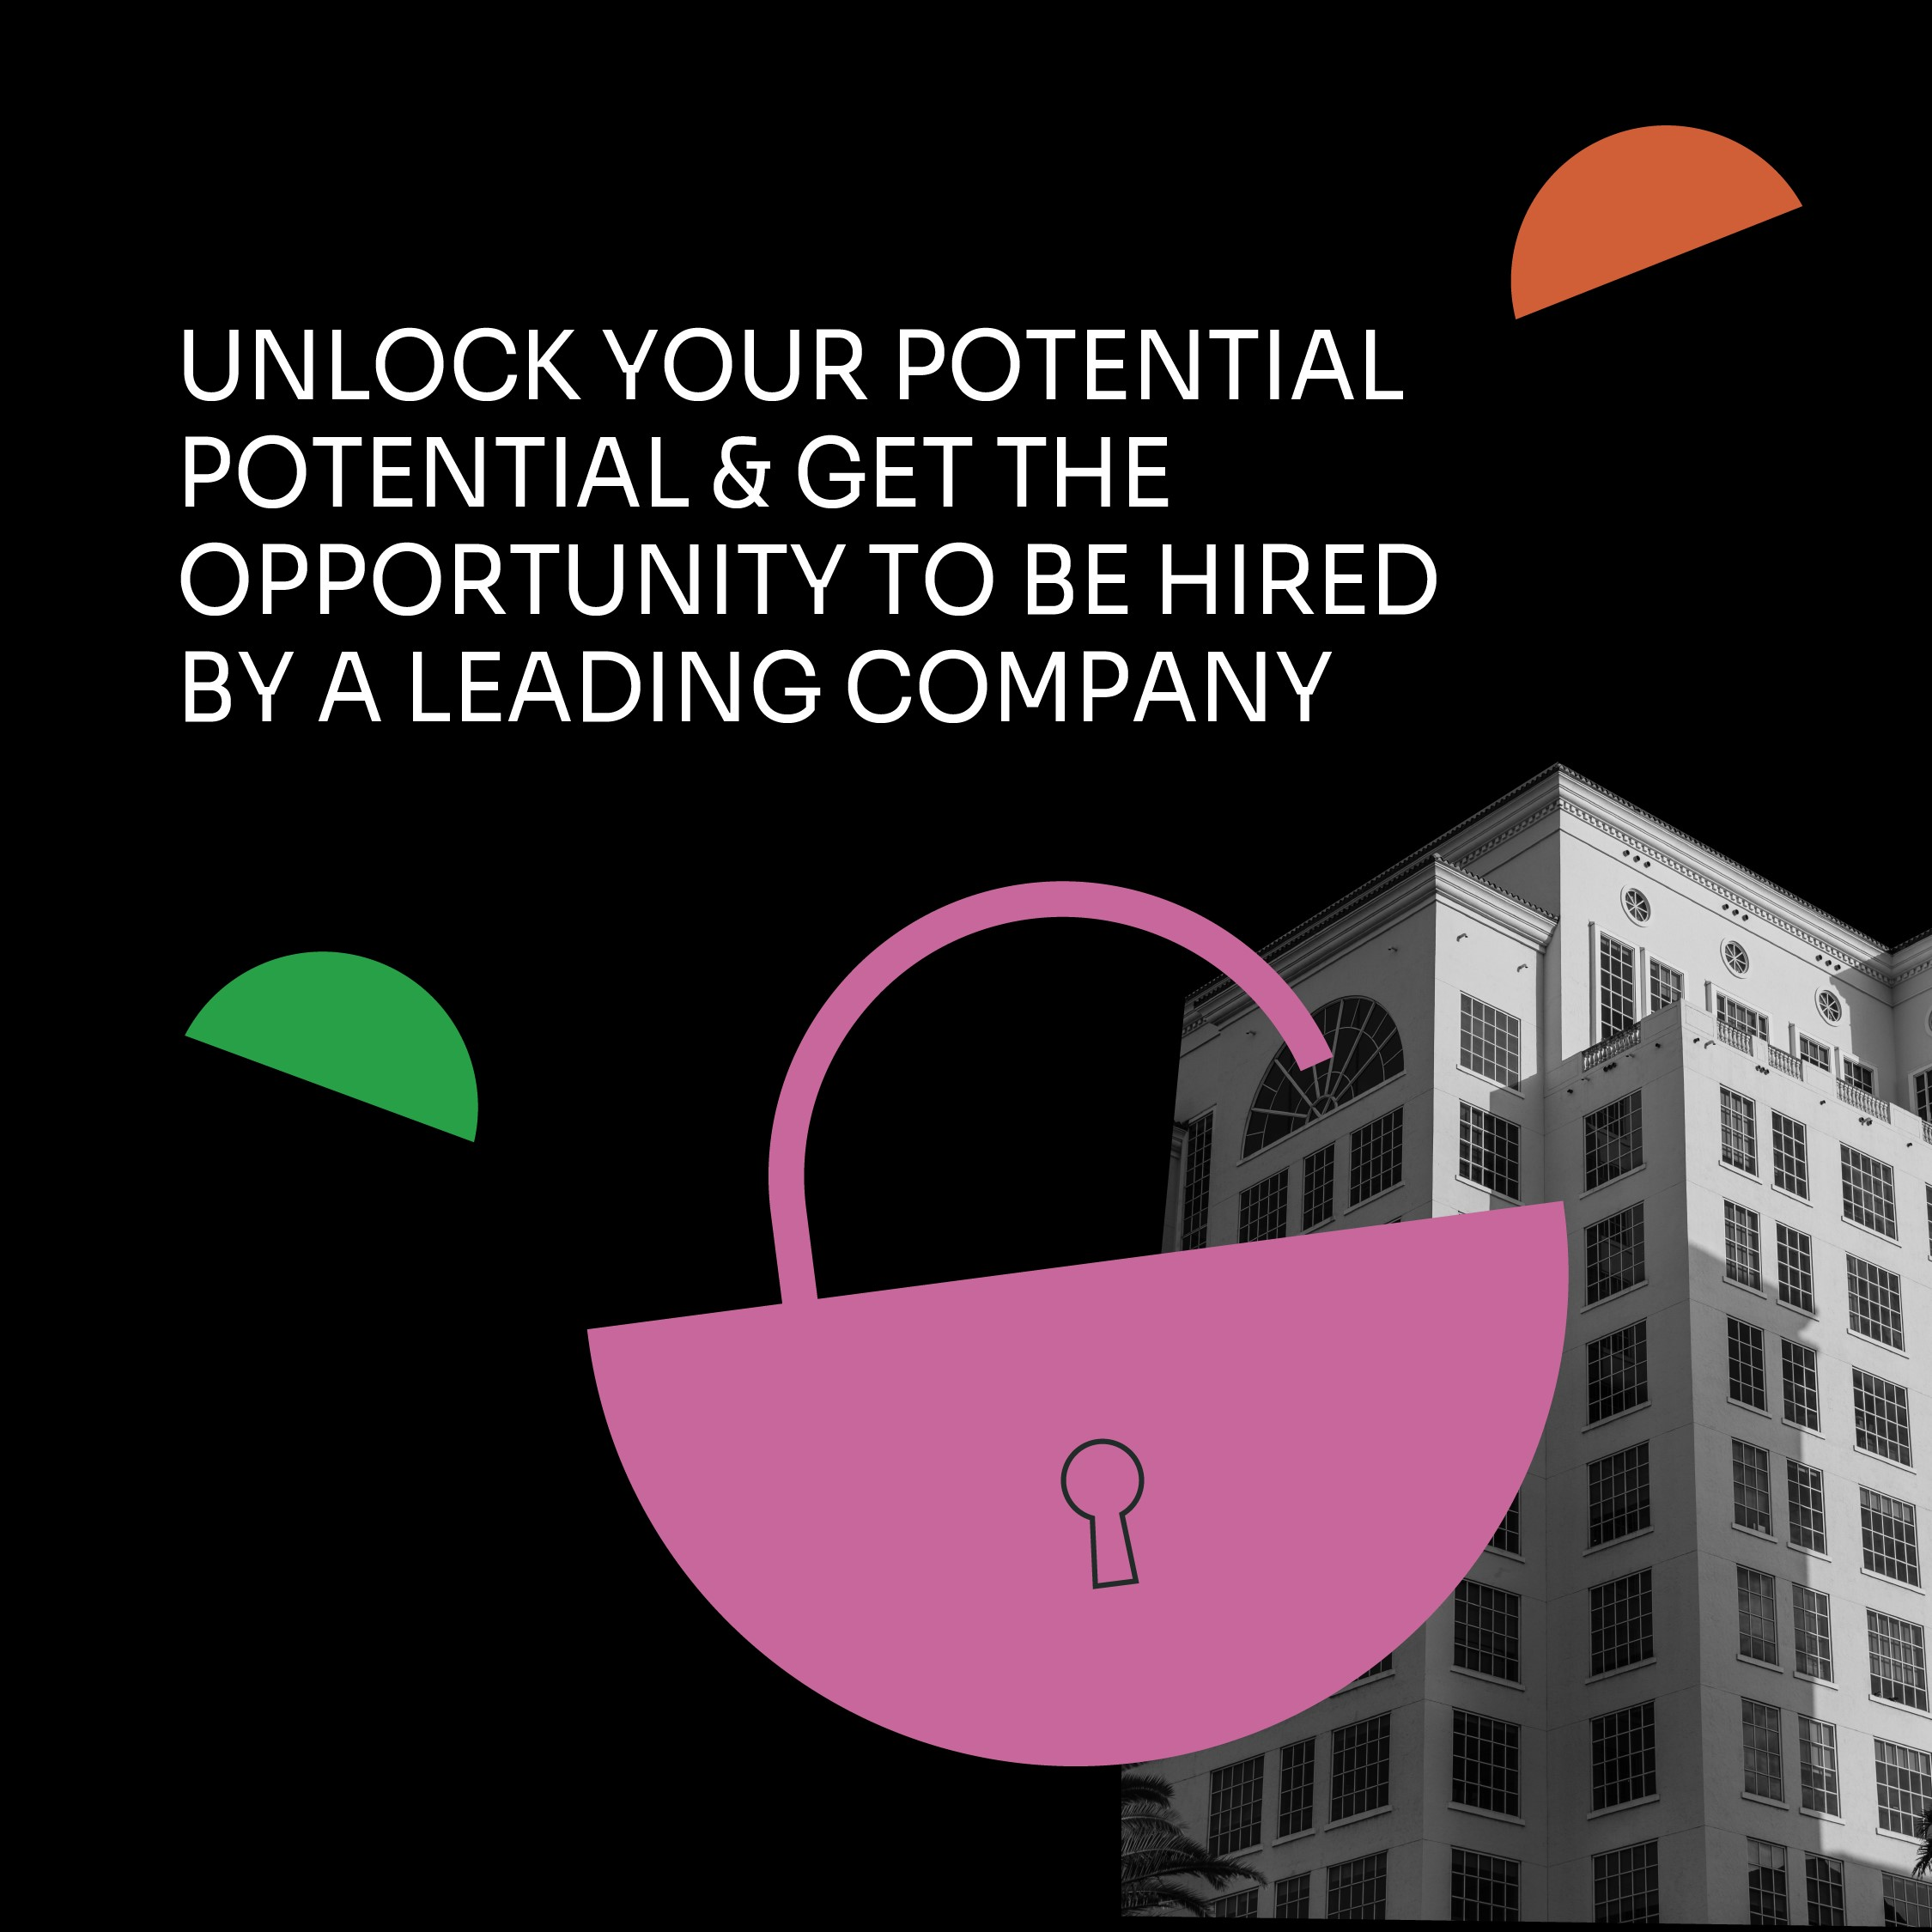 UNLOCK YOUR POTENTIAL
POTENTIAL & GET THE
OPPORTUNITY TO BE HIRED
BY A LEADING COMPANY